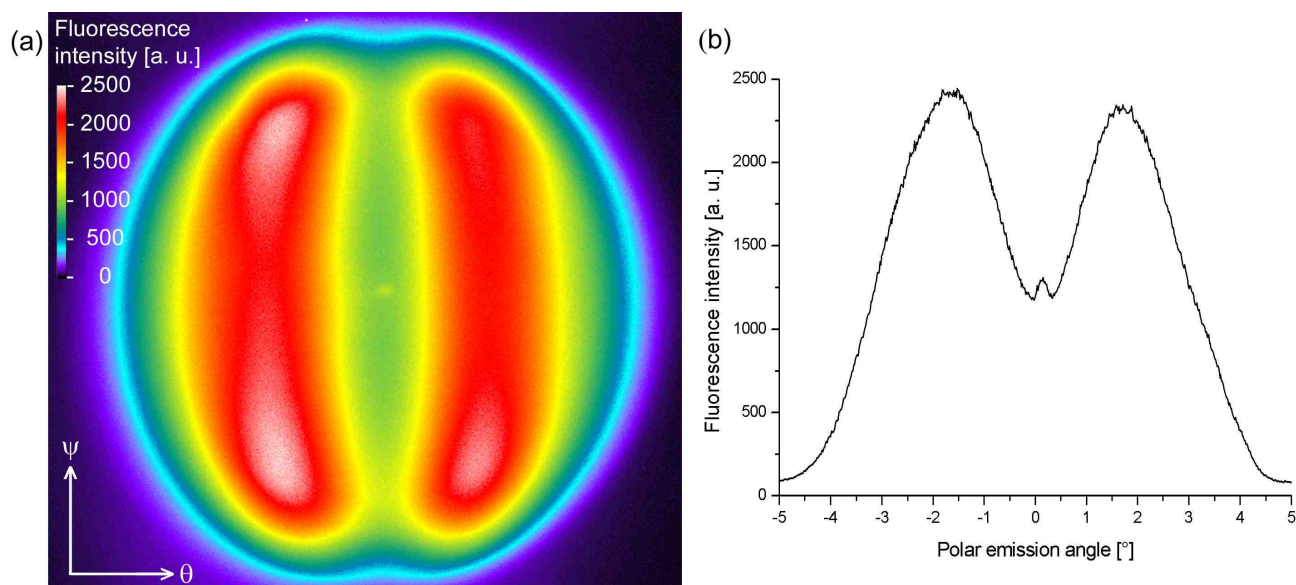 (a)
Fluorescence
intensity [a. u.]
2500
2000
1500
1000
500
0
ψ
θ
(b)
Fluorescence intensity [a. u.]
2500
2000
1500
1000
500
0
-5 -4 -3 -2 -1 0 1 2 3 4 5
Polar emission angle [°]